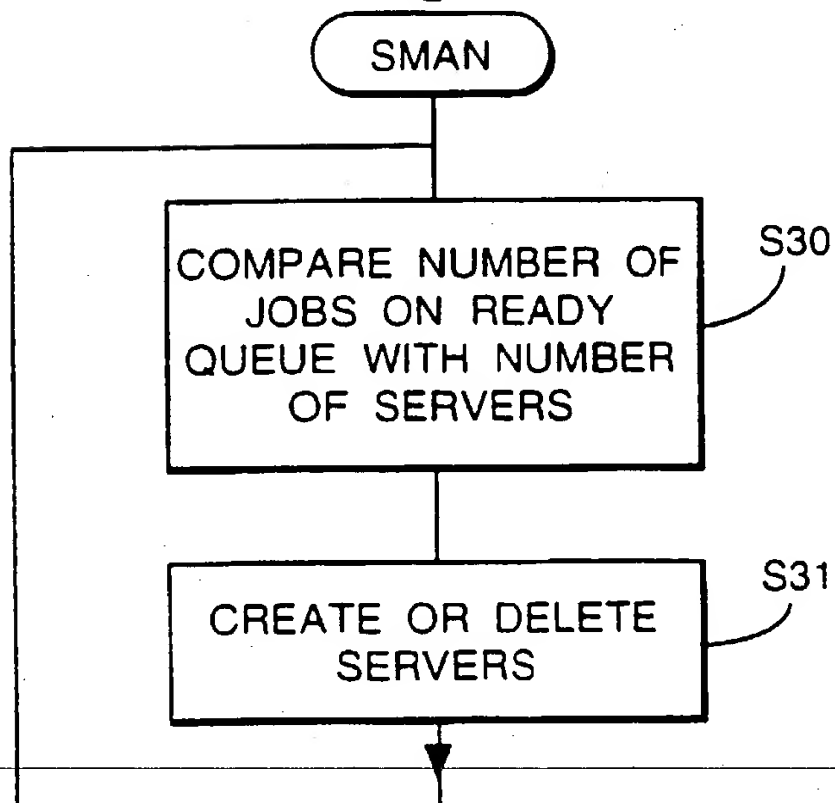 SMAN
COMPARE NUMBER OF
JOBS ON READY
QUEUE WITH NUMBER
OF SERVERS
S30
CREATE OR DELETE
SERVERS
S31